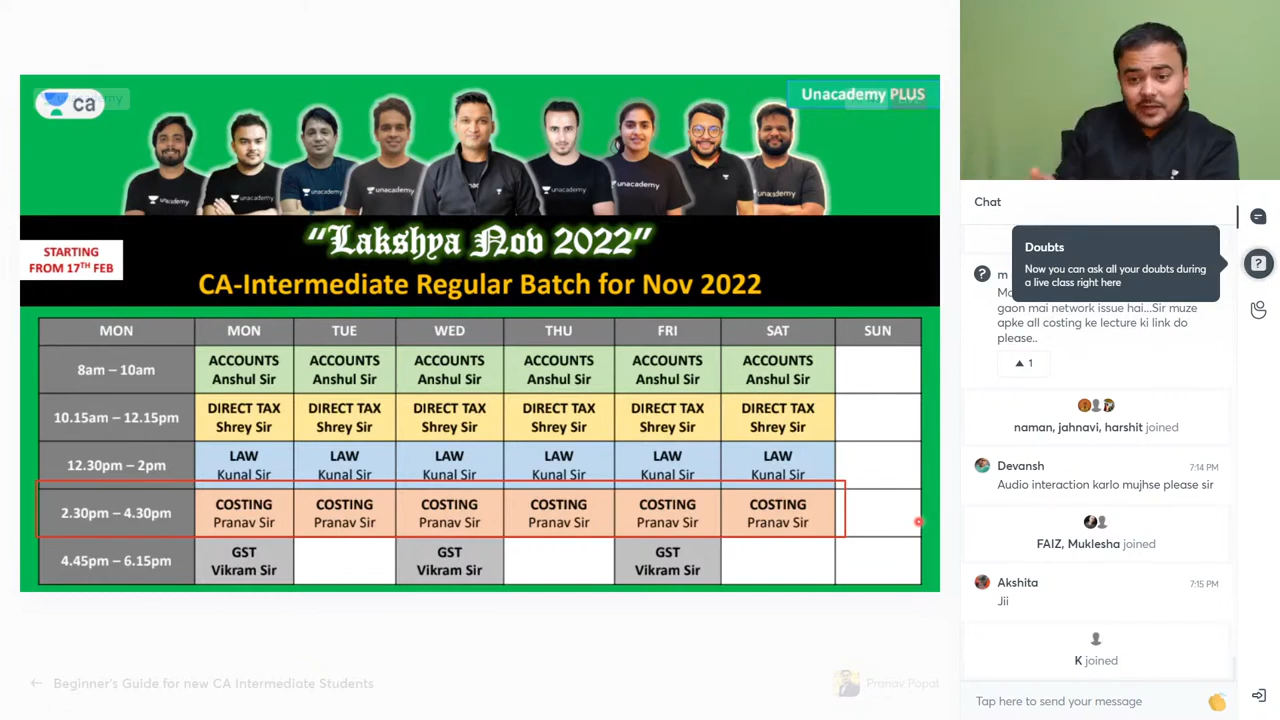 ca
Unacademy PLUS
unacademy
unacademy
unacademy
unacademy
unacademy
"Lakshya Nov 2022"
STARTING
FROM 17TH FEB
CA-Intermediate Regular Batch for Nov 2022
MON MON TUE WED THU FRI SAT SUN
8am – 10am
ACCOUNTS ACCOUNTS ACCOUNTS ACCOUNTS ACCOUNTS ACCOUNTS
Anshul Sir Anshul Sir Anshul Sir Anshul Sir Anshul Sir Anshul Sir
10.15am – 12.15pm
DIRECT TAX DIRECT TAX DIRECT TAX DIRECT TAX DIRECT TAX DIRECT TAX
Shrey Sir Shrey Sir Shrey Sir Shrey Sir Shrey Sir Shrey Sir
12.30pm – 2pm
LAW LAW LAW LAW LAW LAW
Kunal Sir Kunal Sir Kunal Sir Kunal Sir Kunal Sir Kunal Sir
2.30pm – 4.30pm
COSTING COSTING COSTING COSTING COSTING COSTING
Pranav Sir Pranav Sir Pranav Sir Pranav Sir Pranav Sir Pranav Sir
4.45pm – 6.15pm
GST GST GST
Vikram Sir Vikram Sir Vikram Sir
Beginner's Guide for new CA Intermediate Students
Pranav Popat
Chat
Doubts
Now you can ask all your doubts during
a live class right here
m
gaon mai network issue hai...Sir muze
apke all costing ke lecture ki link do
please..
1
naman, jahnavi, harshit joined
Devansh 7:14 PM
Audio interaction karlo mujhse please sir
FAIZ, Muklesha joined
Akshita 7:15 PM
Jii
K joined
Tap here to send your message